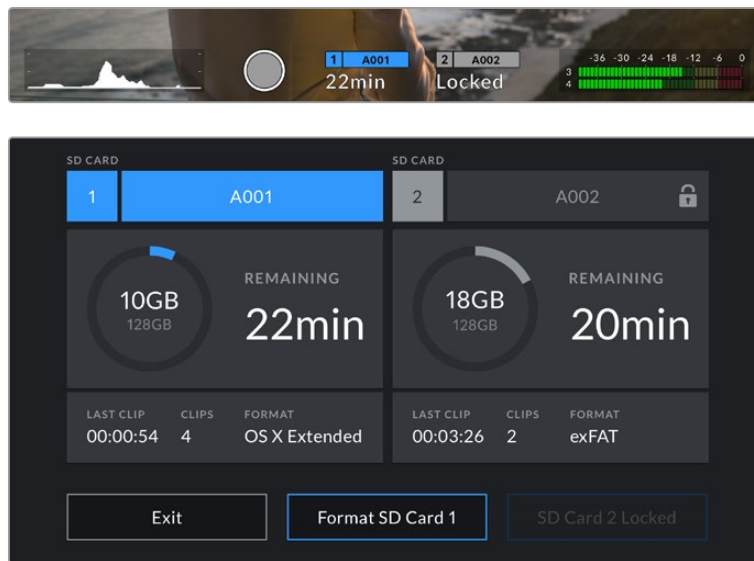 1 A001 2 A002 -36 -30 -24 -18 -12 -6 0
22min Locked 3
4
SD CARD SD CARD
1 A001 2 A002
10GB REMAINING 18GB REMAINING
128GB 22min 128GB 20min
LAST CLIP CLIPS FORMAT LAST CLIP CLIPS FORMAT
00:00:54 4 OS X Extended 00:03:26 2 exFAT
Exit Format SD Card 1 SD Card 2 Locked